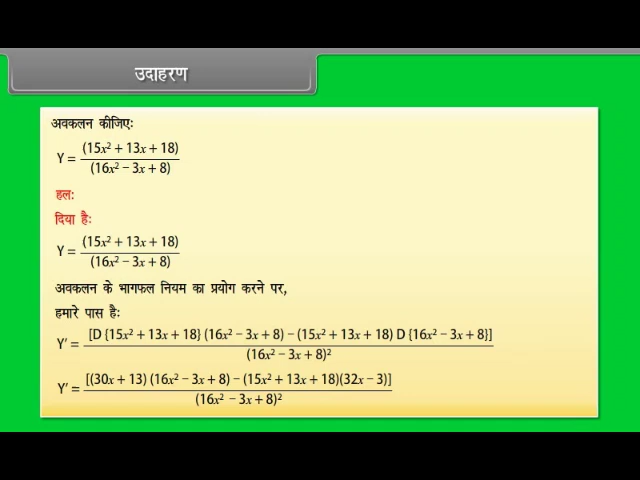 उदाहरण
अवकलन कीजिए:
Y = (15x² + 13x + 18) / (16x² − 3x + 8)
हल:
दिया है:
Y = (15x² + 13x + 18) / (16x² − 3x + 8)
अवकलन के भागफल नियम का प्रयोग करने पर,
हमारे पास है:
Y′ = [D {15x² + 13x + 18} (16x² − 3x + 8) − (15x² + 13x + 18) D {16x² − 3x + 8}] / (16x² − 3x + 8)²
Y′ = [(30x + 13) (16x² − 3x + 8) − (15x² + 13x + 18)(32x − 3)] / (16x² − 3x + 8)²